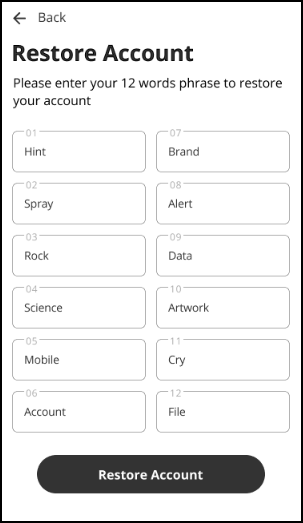 Back
Restore Account
Please enter your 12 words phrase to restore
your account
01
Hint
07
Brand
02
Spray
08
Alert
03
Rock
09
Data
04
Science
10
Artwork
05
Mobile
11
Cry
06
Account
12
File
Restore Account